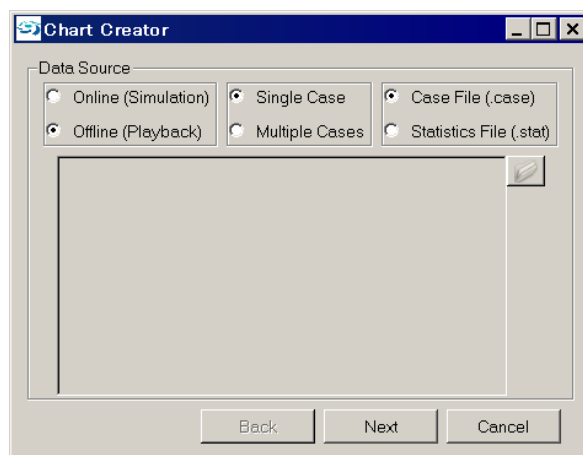 Chart Creator
Data Source
Online (Simulation) Single Case Case File (.case)
Offline (Playback) Multiple Cases Statistics File (.stat)
Back Next Cancel